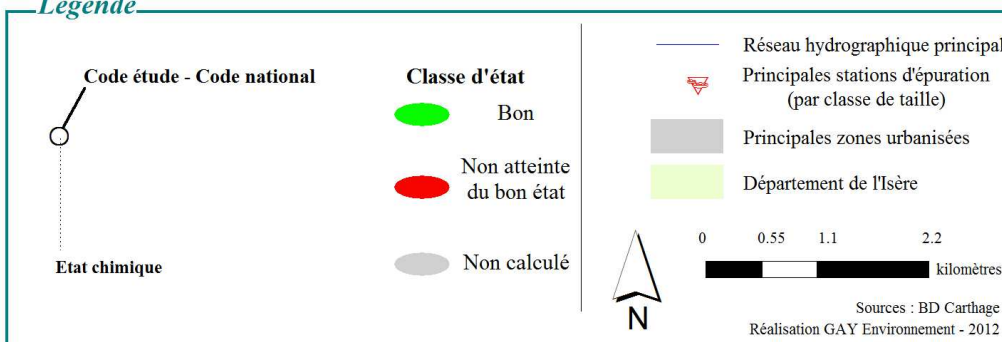 Légende
Code étude - Code national
Etat chimique
Classe d'état
Bon
Non atteinte
du bon état
Non calculé
Réseau hydrographique principal
Principales stations d'épuration
(par classe de taille)
Principales zones urbanisées
Département de l'Isère
0 0.55 1.1 2.2
kilomètres
N
Sources : BD Carthage
Réalisation GAY Environnement - 2012